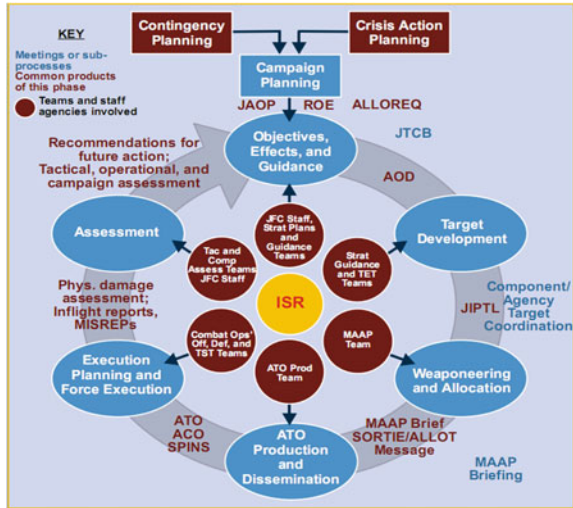 Contingency
Planning
Crisis Action
Planning
KEY
Meetings or sub-
processes
Common products
of this phase
Teams and staff
agencies involved
Campaign
Planning
JAOP
ROE
ALLOREQ
Recommendations for
future action;
Tactical, operational, and
campaign assessment
Objectives,
Effects, and
Guidance
JTCB
AOD
Assessment
JFC Staff,
Strat Plans
and
Guidance
Teams
Target
Development
Tac and
Comp
Assess Teams
JFC Staff
Strat
Guidance
and TET
Teams
ISR
Phys. damage
assessment;
Inflight reports,
MISREPs
JIPTL
Component/
Agency
Target
Coordination
Combat Ops'
Off, Def, and
TST Teams
MAAP
Team
ATO Prod
Team
Execution
Planning and
Force Execution
Weaponeering
and Allocation
ATO
ACO
SPINS
ATO
Production
and
Dissemination
MAAP Brief
SORTIE/ALLOT
Message
MAAP
Briefing